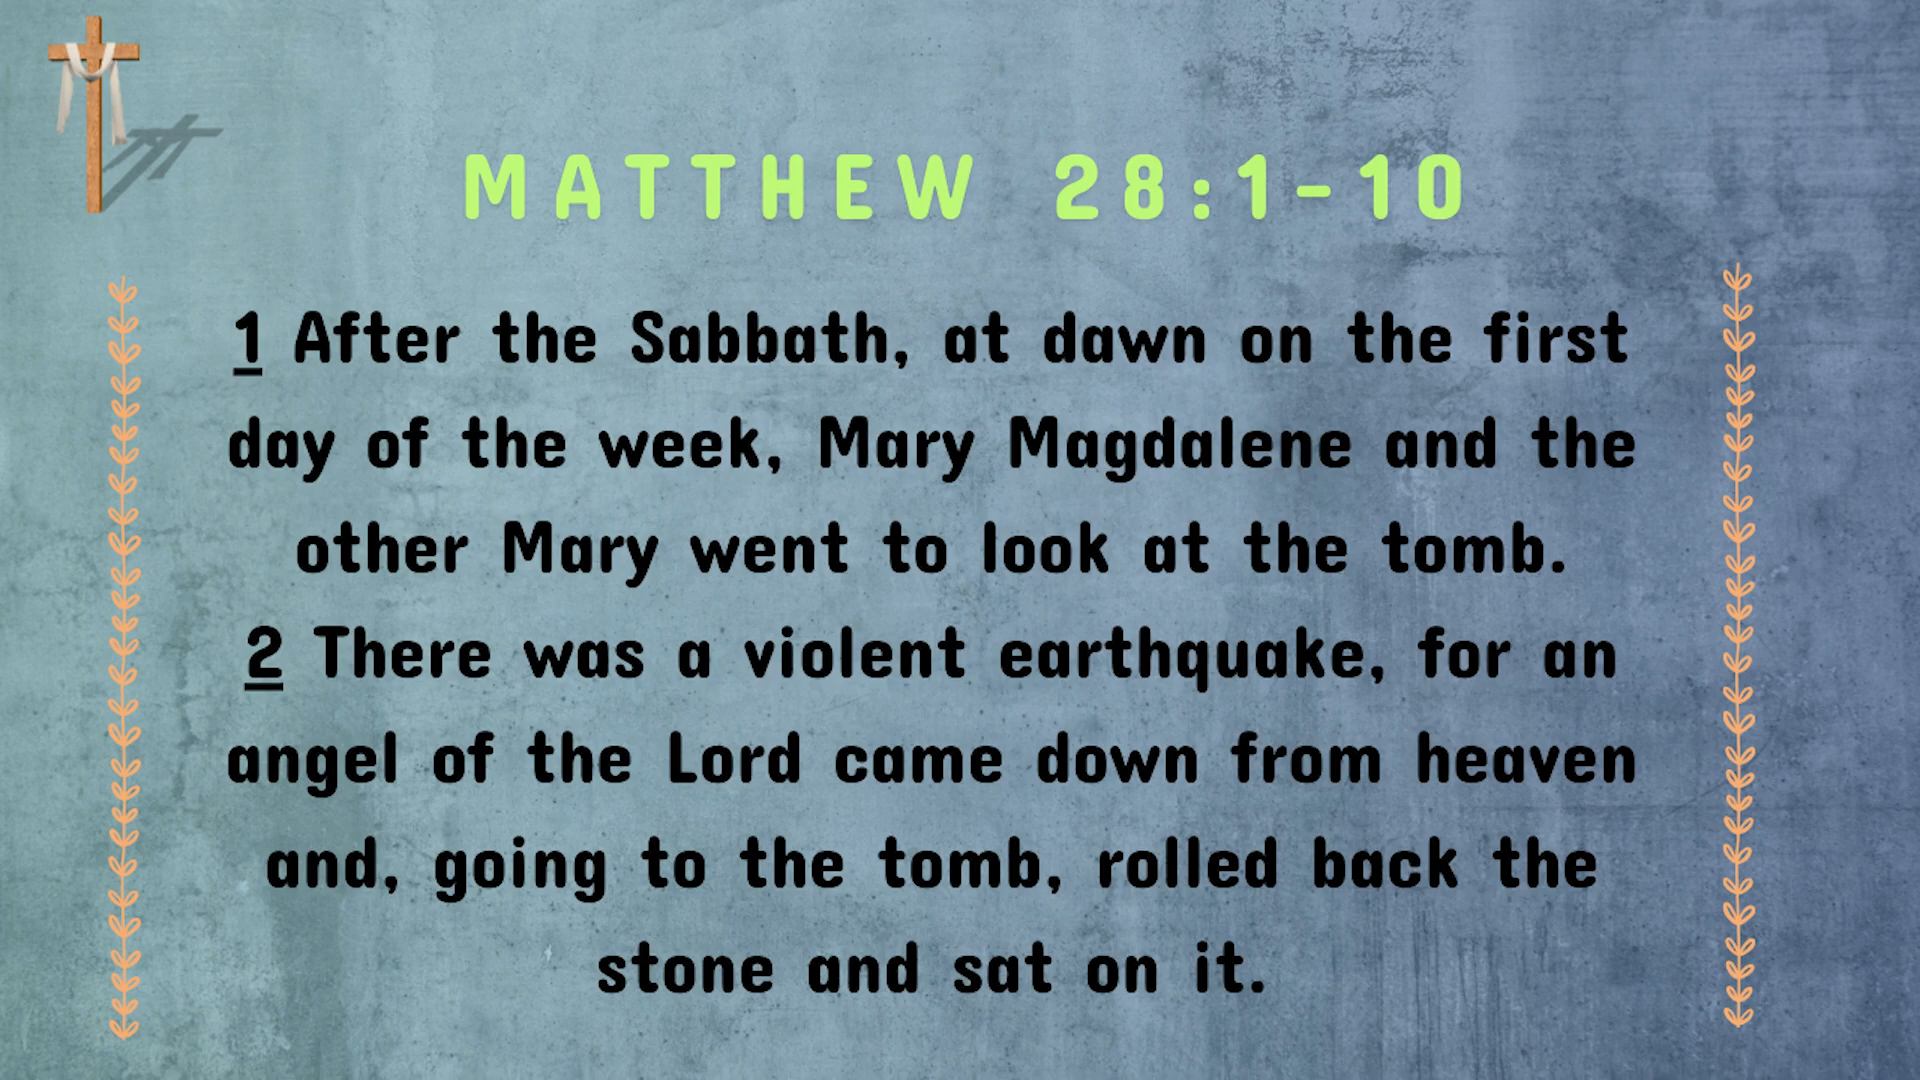 MATTHEW 28:1-10
1 After the Sabbath, at dawn on the first
day of the week, Mary Magdalene and the
other Mary went to look at the tomb.
2 There was a violent earthquake, for an
angel of the Lord came down from heaven
and, going to the tomb, rolled back the
stone and sat on it.